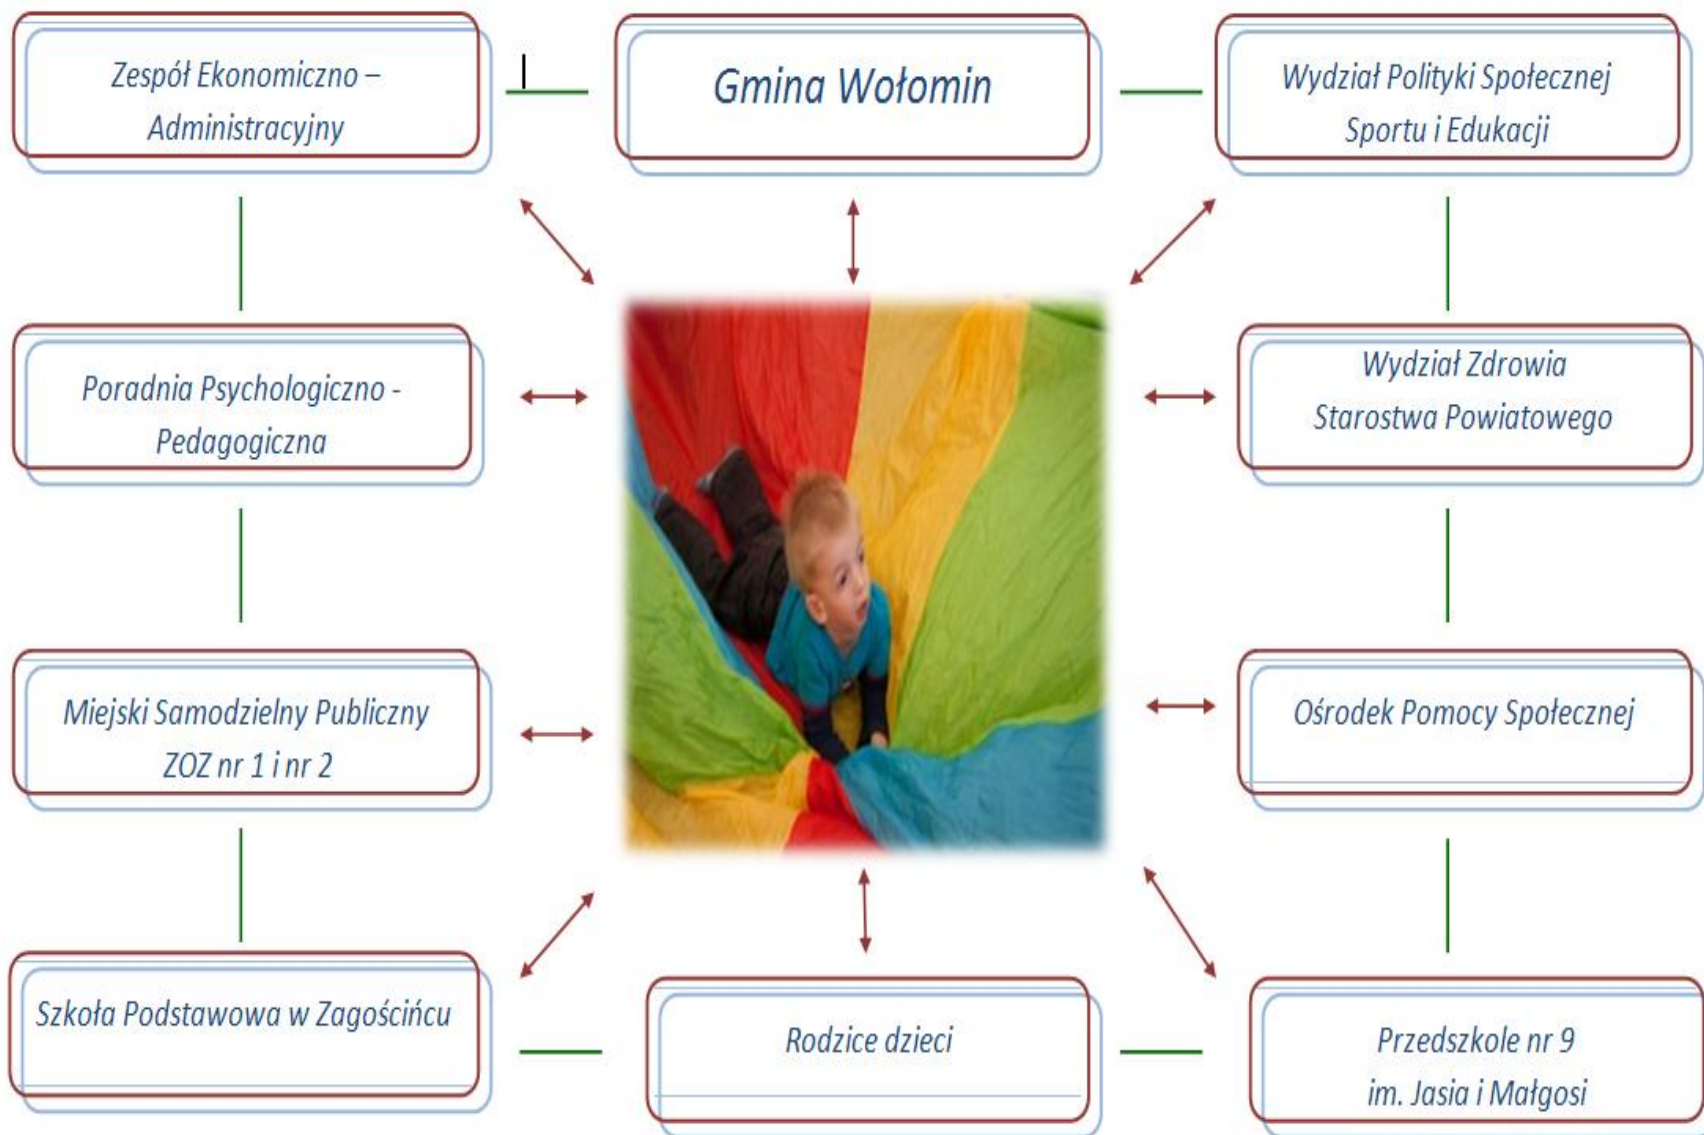 Zespół Ekonomiczno –
Administracyjny
Gmina Wołomin
Wydział Polityki Społecznej
Sportu i Edukacji
Poradnia Psychologiczno -
Pedagogiczna
Wydział Zdrowia
Starostwa Powiatowego
Miejski Samodzielny Publiczny
ZOZ nr 1 i nr 2
Ośrodek Pomocy Społecznej
Szkoła Podstawowa w Zagościńcu
Rodzice dzieci
Przedszkole nr 9
im. Jasia i Małgosi